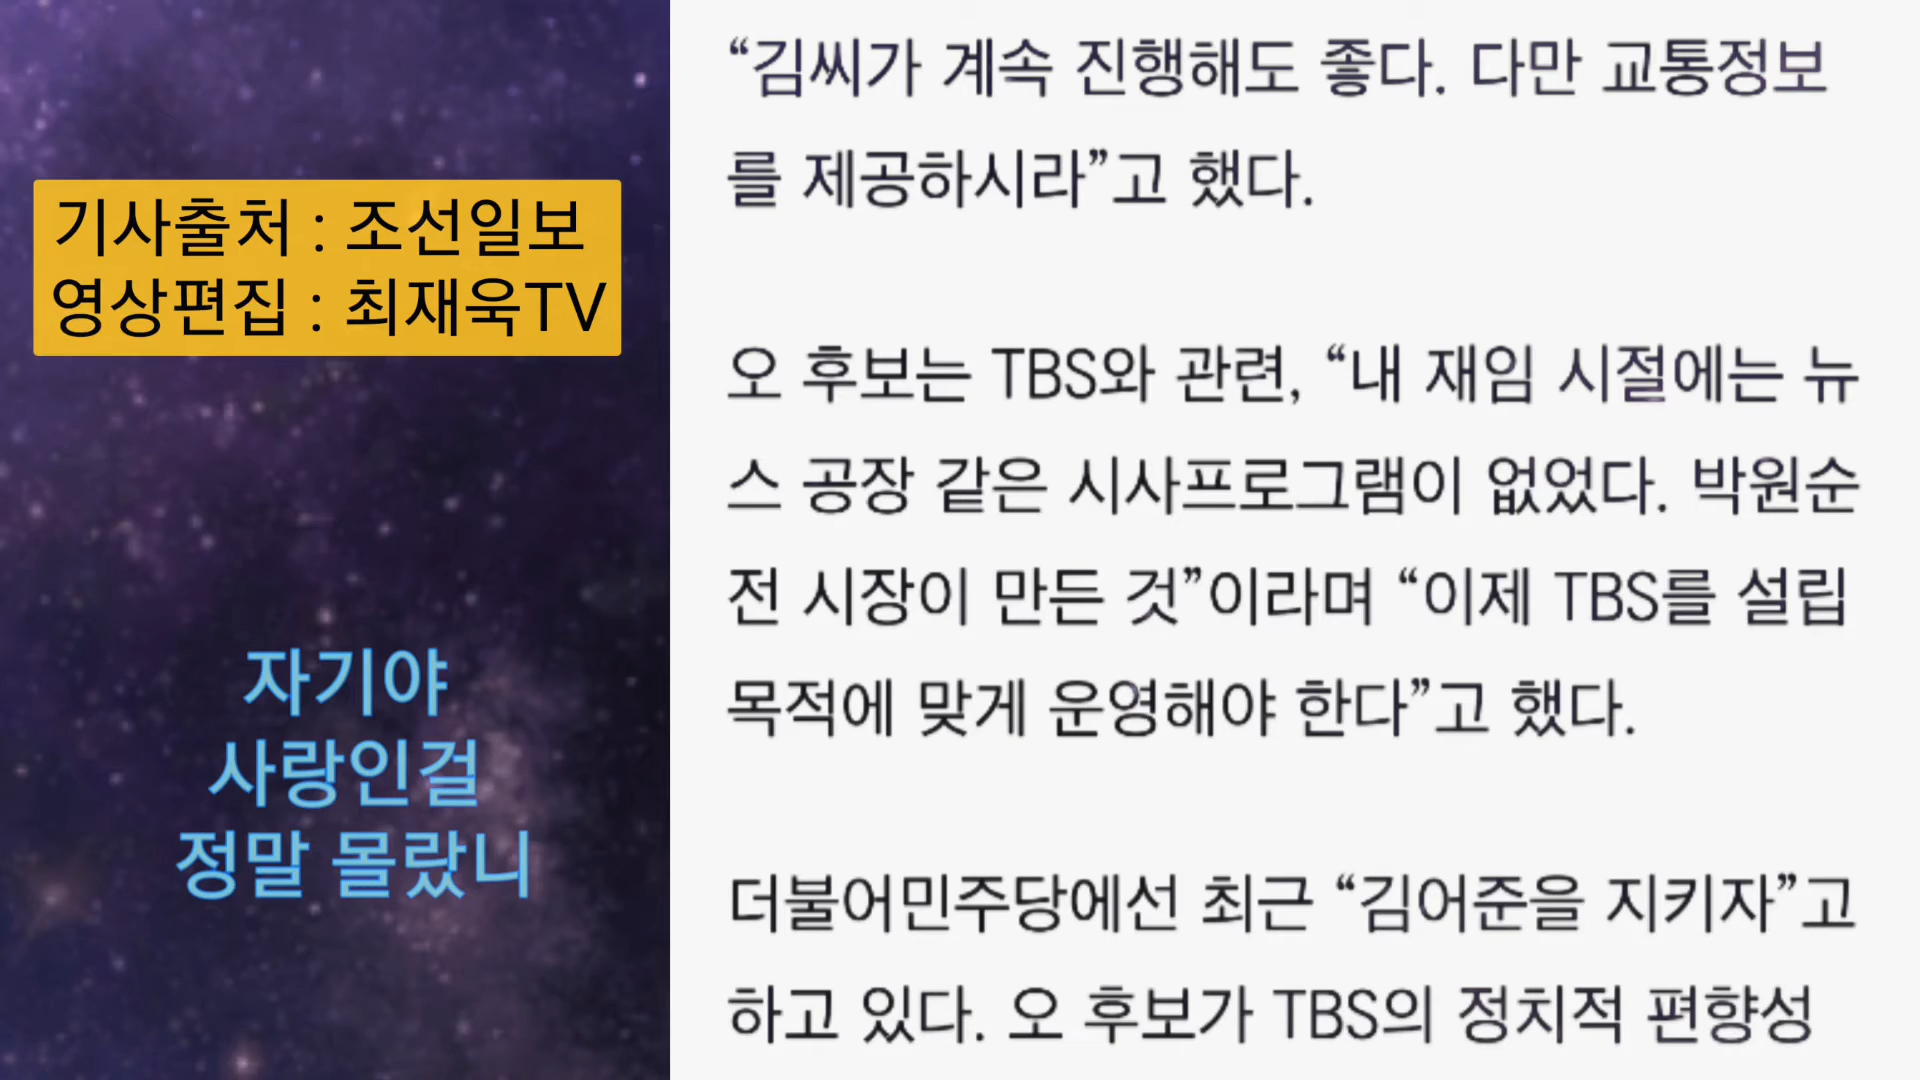 기사출처 : 조선일보
영상편집 : 최재욱TV
자기야
사랑인걸
정말 몰랐니
“김씨가 계속 진행해도 좋다. 다만 교통정보
를 제공하시라”고 했다.
오 후보는 TBS와 관련, “내 재임 시절에는 뉴
스 공장 같은 시사프로그램이 없었다. 박원순
전 시장이 만든 것”이라며 “이제 TBS를 설립
목적에 맞게 운영해야 한다”고 했다.
더불어민주당에선 최근 “김어준을 지키자”고
하고 있다. 오 후보가 TBS의 정치적 편향성